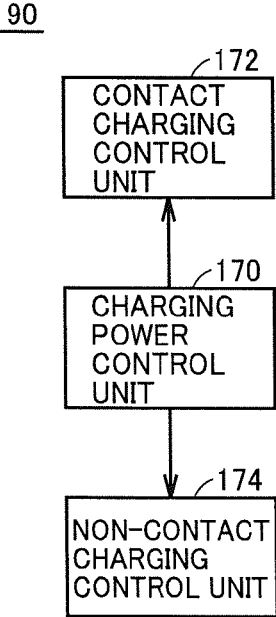 90
172
CONTACT
CHARGING
CONTROL
UNIT
170
CHARGING
POWER
CONTROL
UNIT
174
NON-CONTACT
CHARGING
CONTROL UNIT